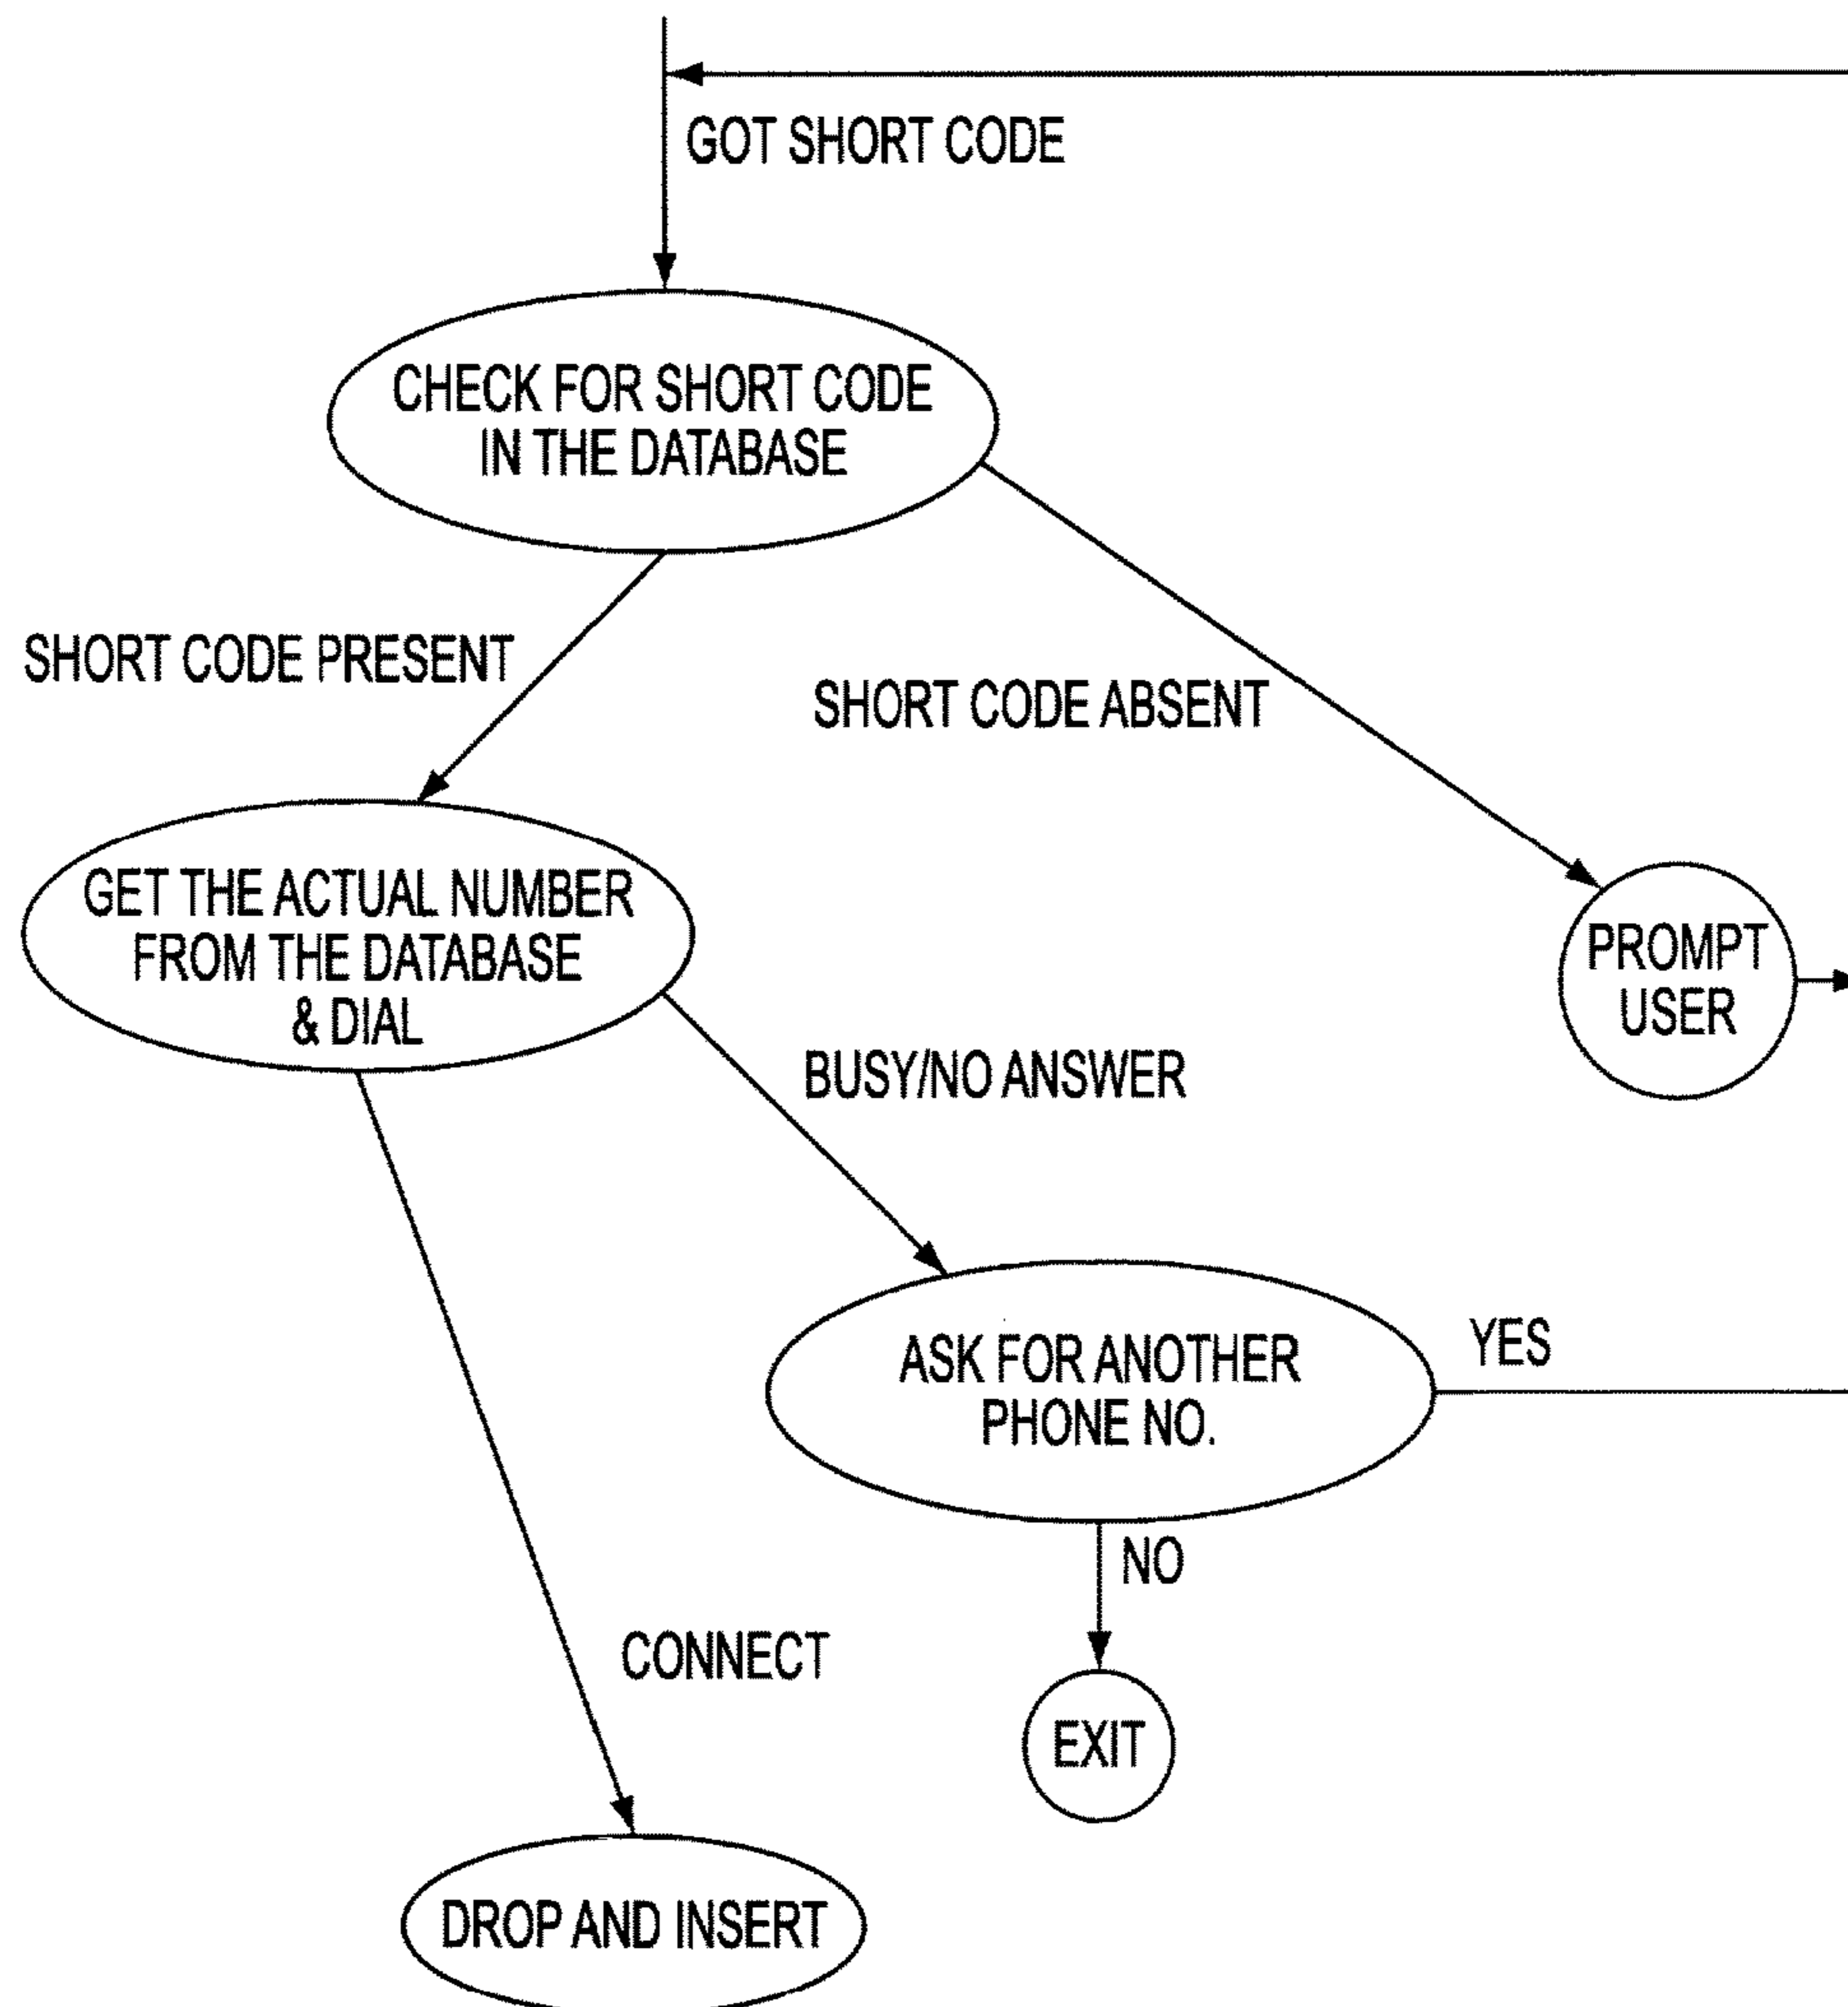 GOT SHORT CODE
CHECK FOR SHORT CODE
IN THE DATABASE
SHORT CODE PRESENT
SHORT CODE ABSENT
GET THE ACTUAL NUMBER
FROM THE DATABASE
& DIAL
PROMPT
USER
BUSY/NO ANSWER
ASK FOR ANOTHER
PHONE NO.
YES
NO
CONNECT
EXIT
DROP AND INSERT